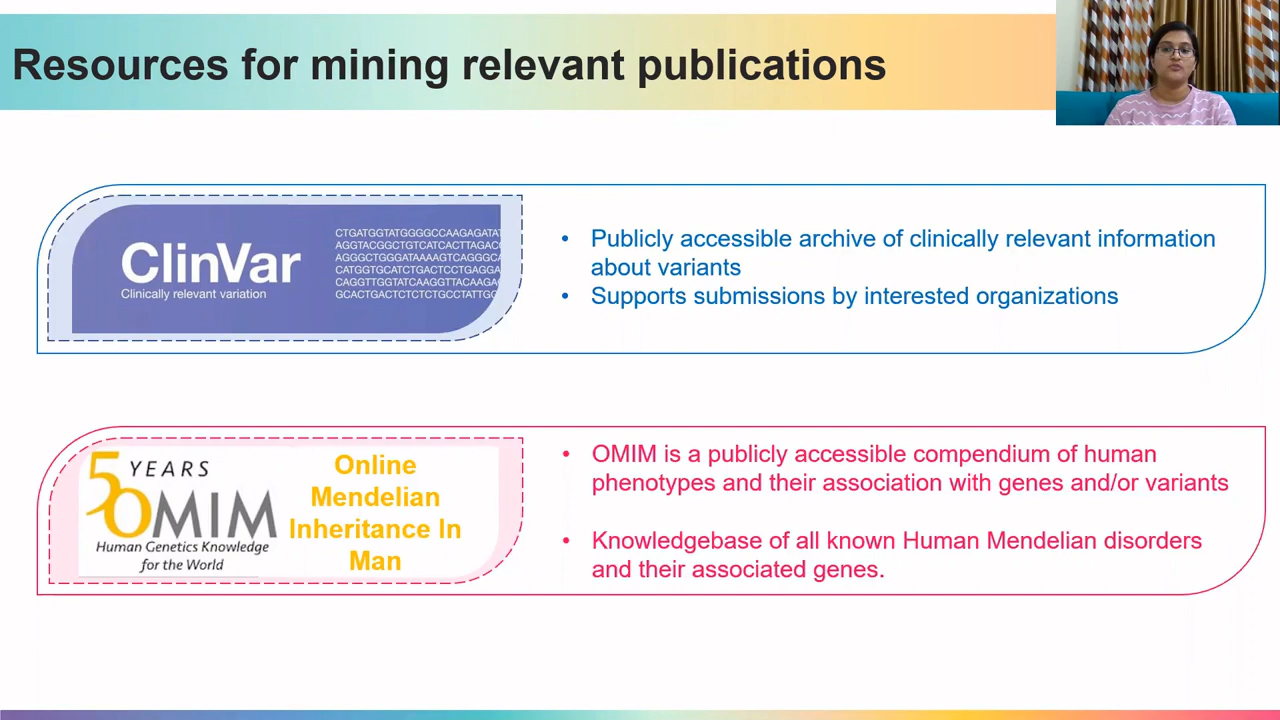 Resources for mining relevant publications
ClinVar
Clinically relevant variation
CTGATGGTATGGGGCCAAGAGATAT
AGGTACGGCTGTCATCACTTAGAC
AGGGCTGGGATAAAAGTCAGGGCA
CATGGTGCATCTGACTCCTGAGGA
CAGGTTGGTATCAAGGTTACAAGA
GCACTGACTCTCTCTGCCTATTGG
• Publicly accessible archive of clinically relevant information
about variants
• Supports submissions by interested organizations
50 YEARS
OMIM
Human Genetics Knowledge
for the World
Online
Mendelian
Inheritance In
Man
• OMIM is a publicly accessible compendium of human
phenotypes and their association with genes and/or variants
• Knowledgebase of all known Human Mendelian disorders
and their associated genes.